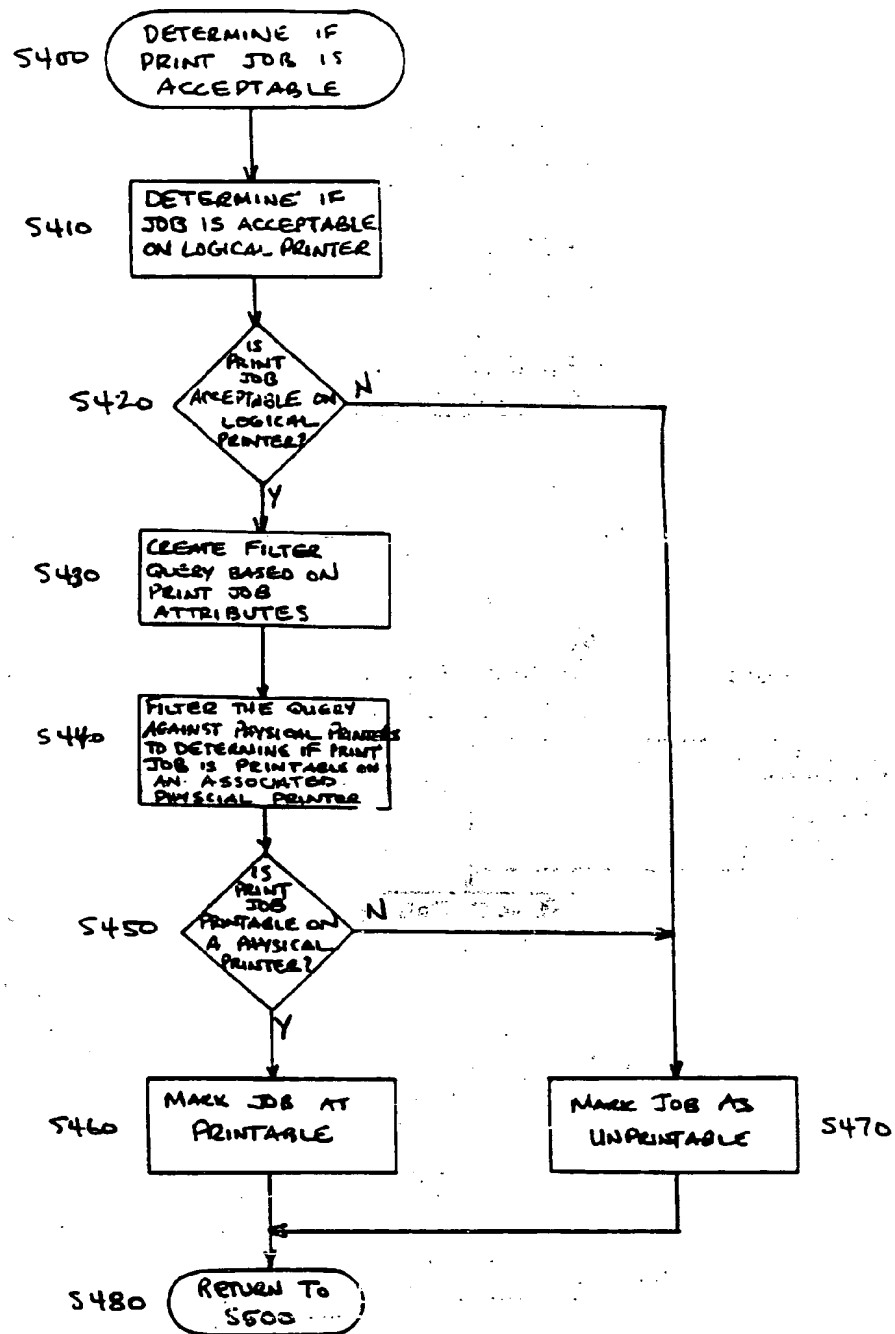 S400
DETERMINE IF
PRINT JOB IS
ACCEPTABLE
S410
DETERMINE IF
JOB IS ACCEPTABLE
ON LOGICAL PRINTER
S420
IS
PRINT
JOB
ACCEPTABLE ON
LOGICAL
PRINTER?
N
Y
S430
CREATE FILTER
QUERY BASED ON
PRINT JOB
ATTRIBUTES
S440
FILTER THE QUERY
AGAINST PHYSICAL PRINTERS
TO DETERMINE IF PRINT
JOB IS PRINTABLE ON
AN ASSOCIATED
PHYSCIAL PRINTER
S450
IS
PRINT
JOB
PRINTABLE ON
A PHYSICAL
PRINTER?
N
Y
S460
MARK JOB AT
PRINTABLE
MARK JOB AS
UNPRINTABLE
S470
S480
RETURN TO
S500